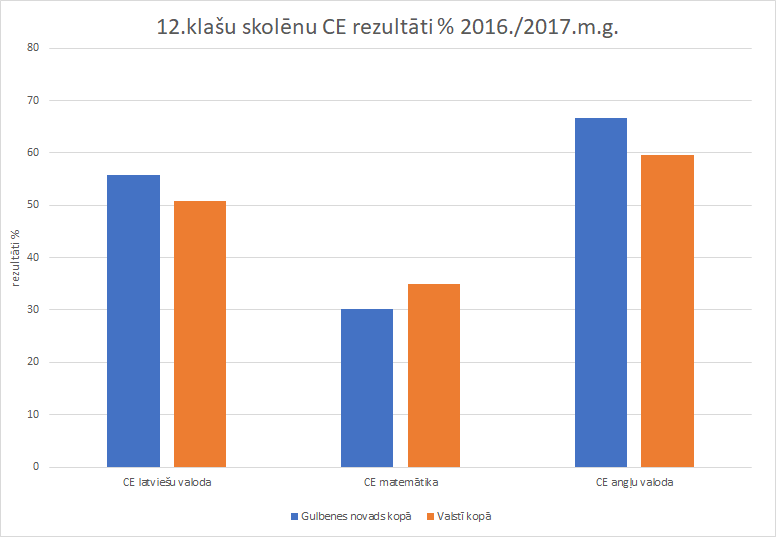 12.klašu skolēnu CE rezultāti % 2016./2017.m.g.
80
70
60
50
40
30
20
10
0
rezultāti %
CE latviešu valoda
CE matemātika
CE angļu valoda
Gulbenes novads kopā
Valstī kopā